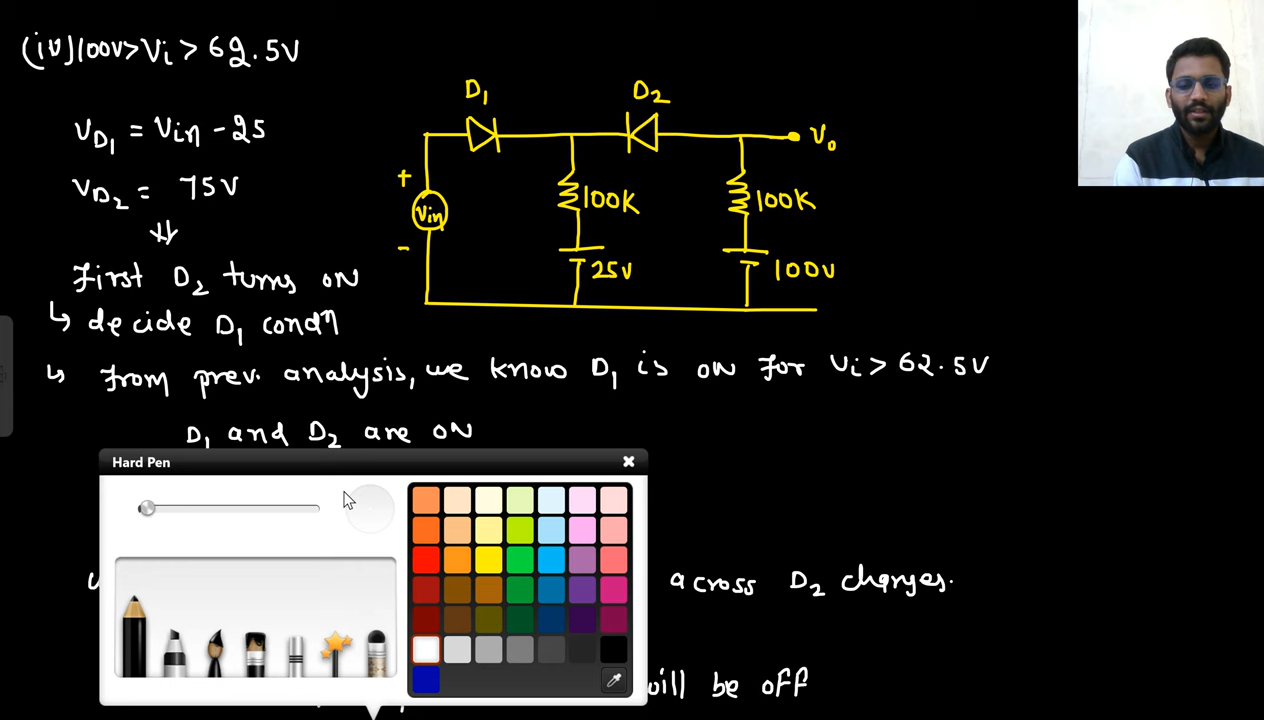 (iv) 100V > Vi > 62.5V
VD1 = Vin - 25
VD2 = 75V
⇓
First D2 turns ON
↳ decide D1 condn
↳ From prev. analysis, we know D1 is ON for Vi > 62.5V
D1 and D2 are ON
D1
D2
Vo
+
Vin
-
100K
100K
25V
100V
Hard Pen
across D2 changes.
will be off